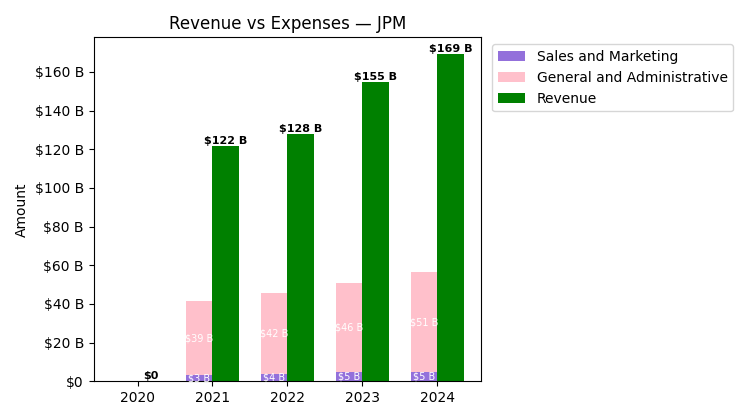 Revenue vs Expenses — JPM
Sales and Marketing
General and Administrative
Revenue
Amount
$160 B
$140 B
$120 B
$100 B
$80 B
$60 B
$40 B
$20 B
$0
$0
$122 B
$128 B
$155 B
$169 B
$39 B
$42 B
$46 B
$51 B
$3 B
$4 B
$5 B
$5 B
2020
2021
2022
2023
2024